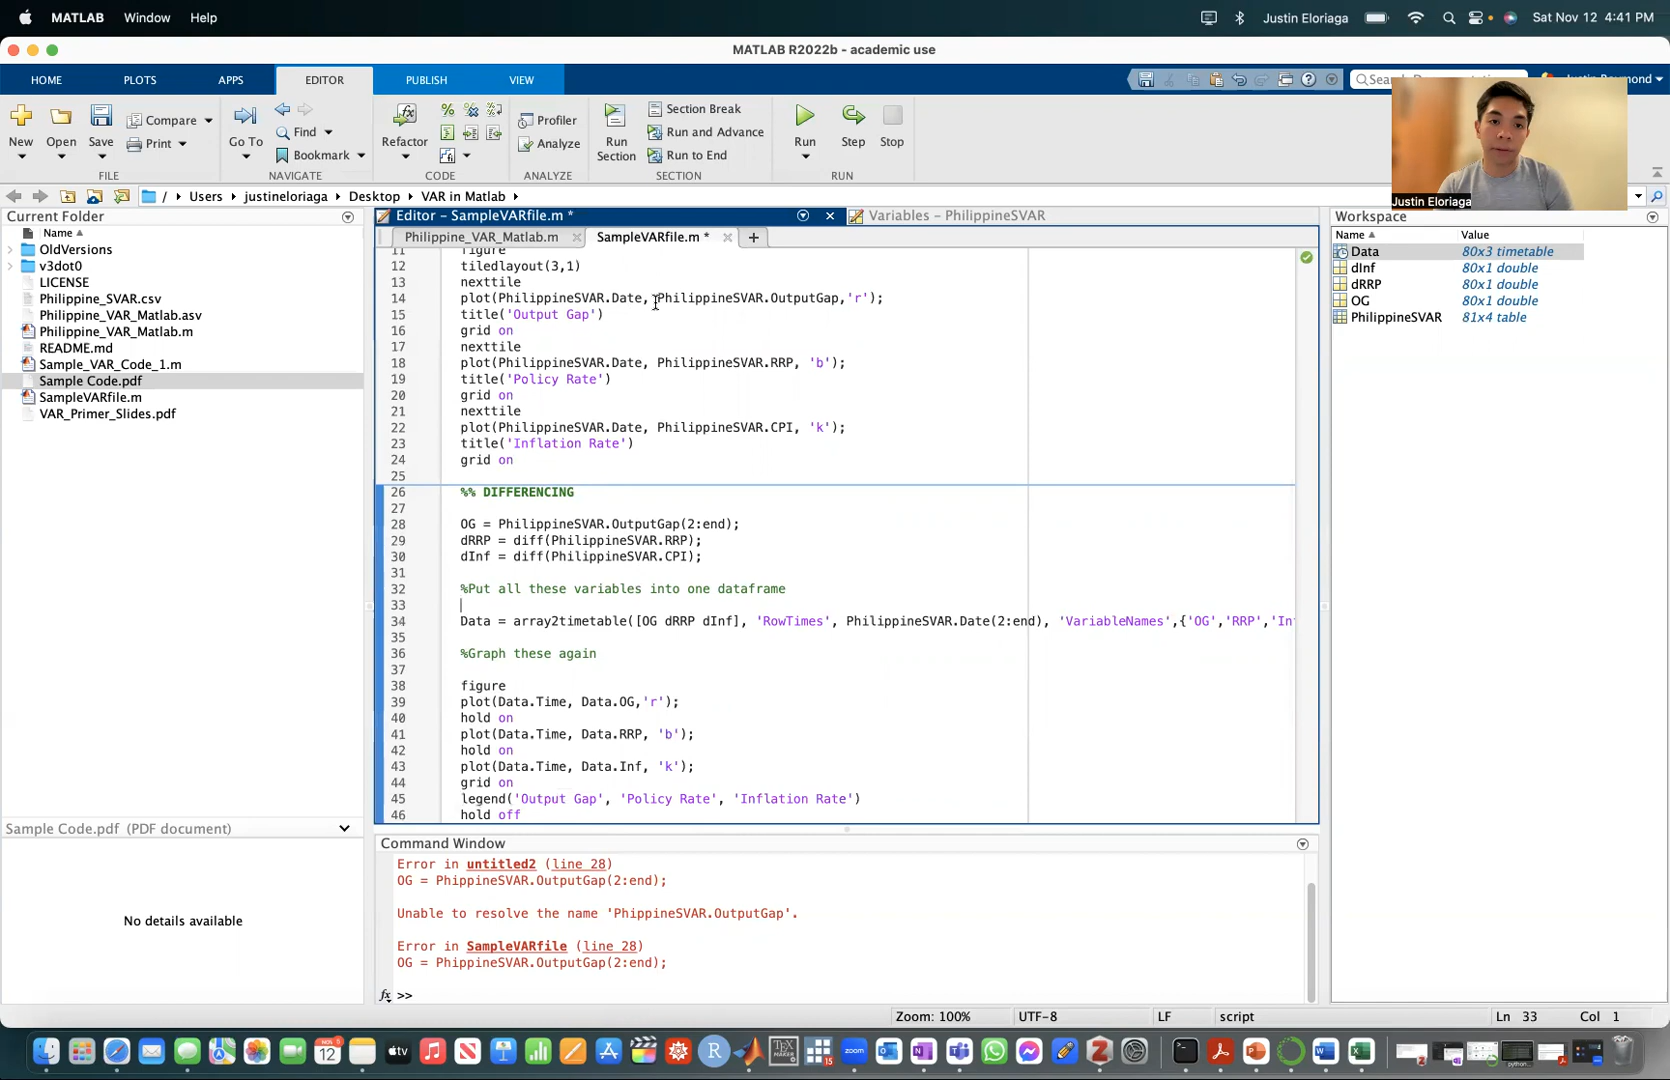 MATLAB Window Help
Justin Eloriaga Sat Nov 12 4:41 PM
MATLAB R2022b - academic use
HOME PLOTS APPS EDITOR PUBLISH VIEW
New Open Save Compare Print
FILE
Go To Find Bookmark
NAVIGATE
Refactor
CODE
Profiler Analyze
ANALYZE
Run Section
Section Break
Run and Advance
Run to End
SECTION
Run Step Stop
RUN
Justin Eloriaga
/ Users justineloriaga Desktop VAR in Matlab
Current Folder
Name
OldVersions
v3dot0
LICENSE
Philippine_SVAR.csv
Philippine_VAR_Matlab.asv
Philippine_VAR_Matlab.m
README.md
Sample_VAR_Code_1.m
Sample Code.pdf
SampleVARfile.m
VAR_Primer_Slides.pdf
Sample Code.pdf (PDF document)
No details available
Editor – SampleVARfile.m *
Variables – PhilippineSVAR
Philippine_VAR_Matlab.m SampleVARfile.m * +
11 figure
12 tiledlayout(3,1)
13 nexttile
14 plot(PhilippineSVAR.Date, PhilippineSVAR.OutputGap,'r');
15 title('Output Gap')
16 grid on
17 nexttile
18 plot(PhilippineSVAR.Date, PhilippineSVAR.RRP, 'b');
19 title('Policy Rate')
20 grid on
21 nexttile
22 plot(PhilippineSVAR.Date, PhilippineSVAR.CPI, 'k');
23 title('Inflation Rate')
24 grid on
25
26 %% DIFFERENCING
27
28 OG = PhilippineSVAR.OutputGap(2:end);
29 dRRP = diff(PhilippineSVAR.RRP);
30 dInf = diff(PhilippineSVAR.CPI);
31
32 %Put all these variables into one dataframe
33
34 Data = array2timetable([OG dRRP dInf], 'RowTimes', PhilippineSVAR.Date(2:end), 'VariableNames',{'OG','RRP','In
35
36 %Graph these again
37
38 figure
39 plot(Data.Time, Data.OG,'r');
40 hold on
41 plot(Data.Time, Data.RRP, 'b');
42 hold on
43 plot(Data.Time, Data.Inf, 'k');
44 grid on
45 legend('Output Gap', 'Policy Rate', 'Inflation Rate')
46 hold off
Command Window
Error in untitled2 (line 28)
OG = PhippineSVAR.OutputGap(2:end);
Unable to resolve the name 'PhippineSVAR.OutputGap'.
Error in SampleVARfile (line 28)
OG = PhippineSVAR.OutputGap(2:end);
fx >>
Workspace
Name Value
Data 80x3 timetable
dInf 80x1 double
dRRP 80x1 double
OG 80x1 double
PhilippineSVAR 81x4 table
Zoom: 100% UTF-8 LF script Ln 33 Col 1